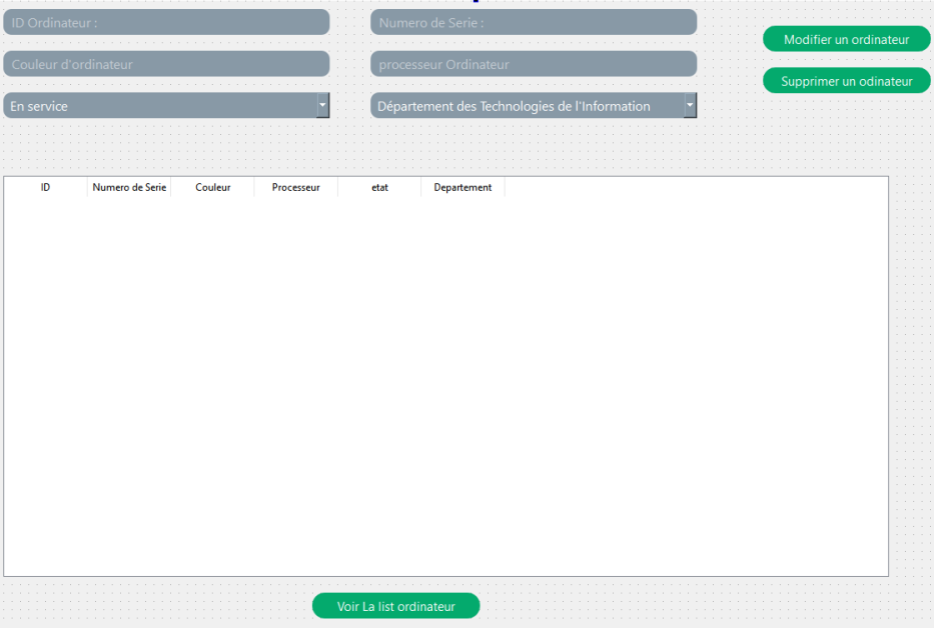 ID Ordinateur :
Numero de Serie :
Modifier un ordinateur
Couleur d'ordinateur
processeur Ordinateur
Supprimer un odinateur
En service
Département des Technologies de l'Information
ID Numero de Serie Couleur Processeur etat Departement
Voir La list ordinateur